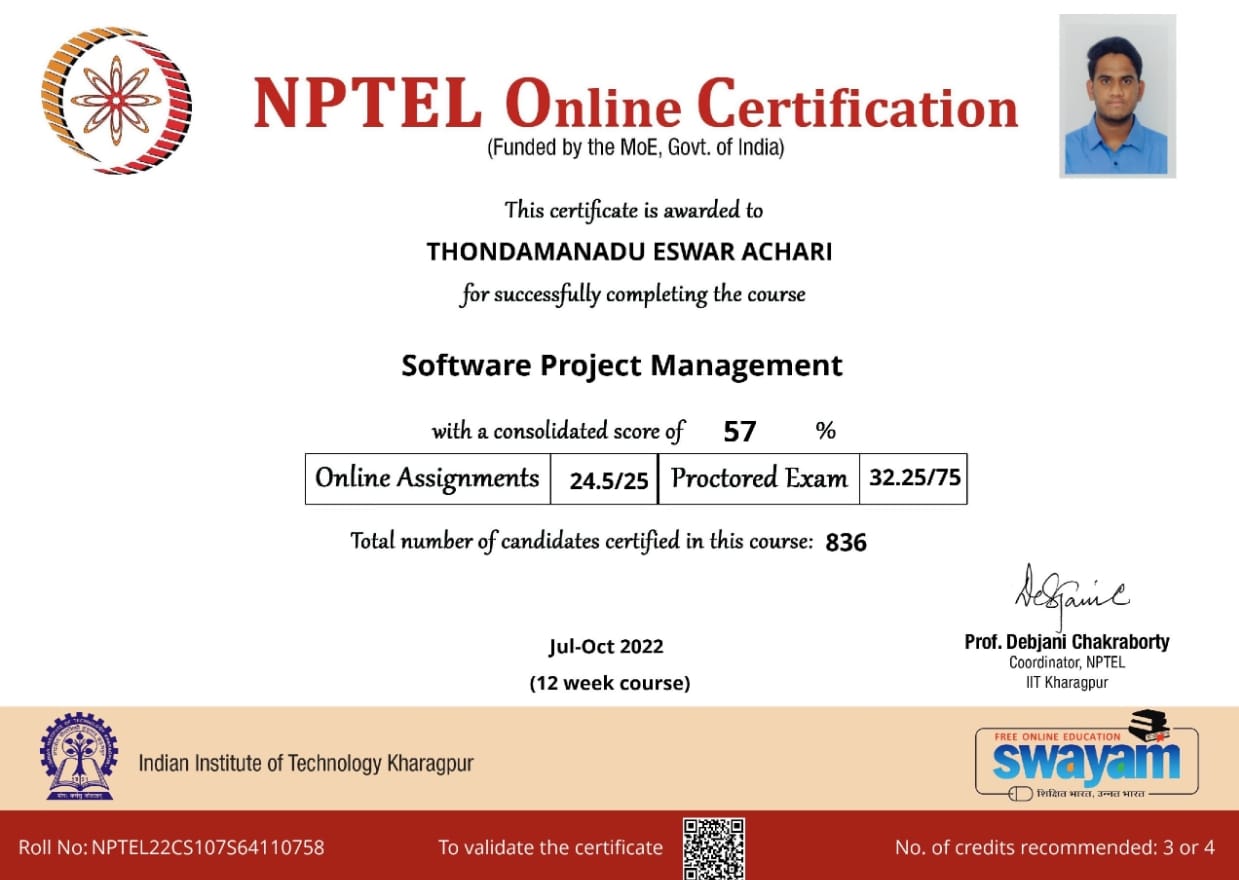 NPTEL Online Certification
(Funded by the MoE, Govt. of India)
This certificate is awarded to
THONDAMANADU ESWAR ACHARI
for successfully completing the course
Software Project Management
with a consolidated score of 57 %
Online Assignments 24.5/25 Proctored Exam 32.25/75
Total number of candidates certified in this course: 836
Prof. Debjani Chakraborty
Coordinator, NPTEL
IIT Kharagpur
Jul-Oct 2022
(12 week course)
Indian Institute of Technology Kharagpur
FREE ONLINE EDUCATION
swayam
शिक्षित भारत, उन्नत भारत
Roll No: NPTEL22CS107S64110758
To validate the certificate
No. of credits recommended: 3 or 4